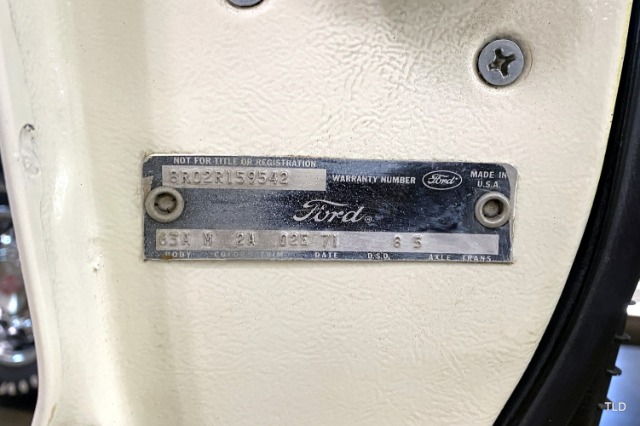 NOT FOR TITLE OR REGISTRATION
8R02R159542 WARRANTY NUMBER Ford MADE IN U.S.A.
Ford ®
63A M 2A 02E 71 8 5
BODY COLOR TRIM DATE D.S.O. AXLE TRANS.
TLD